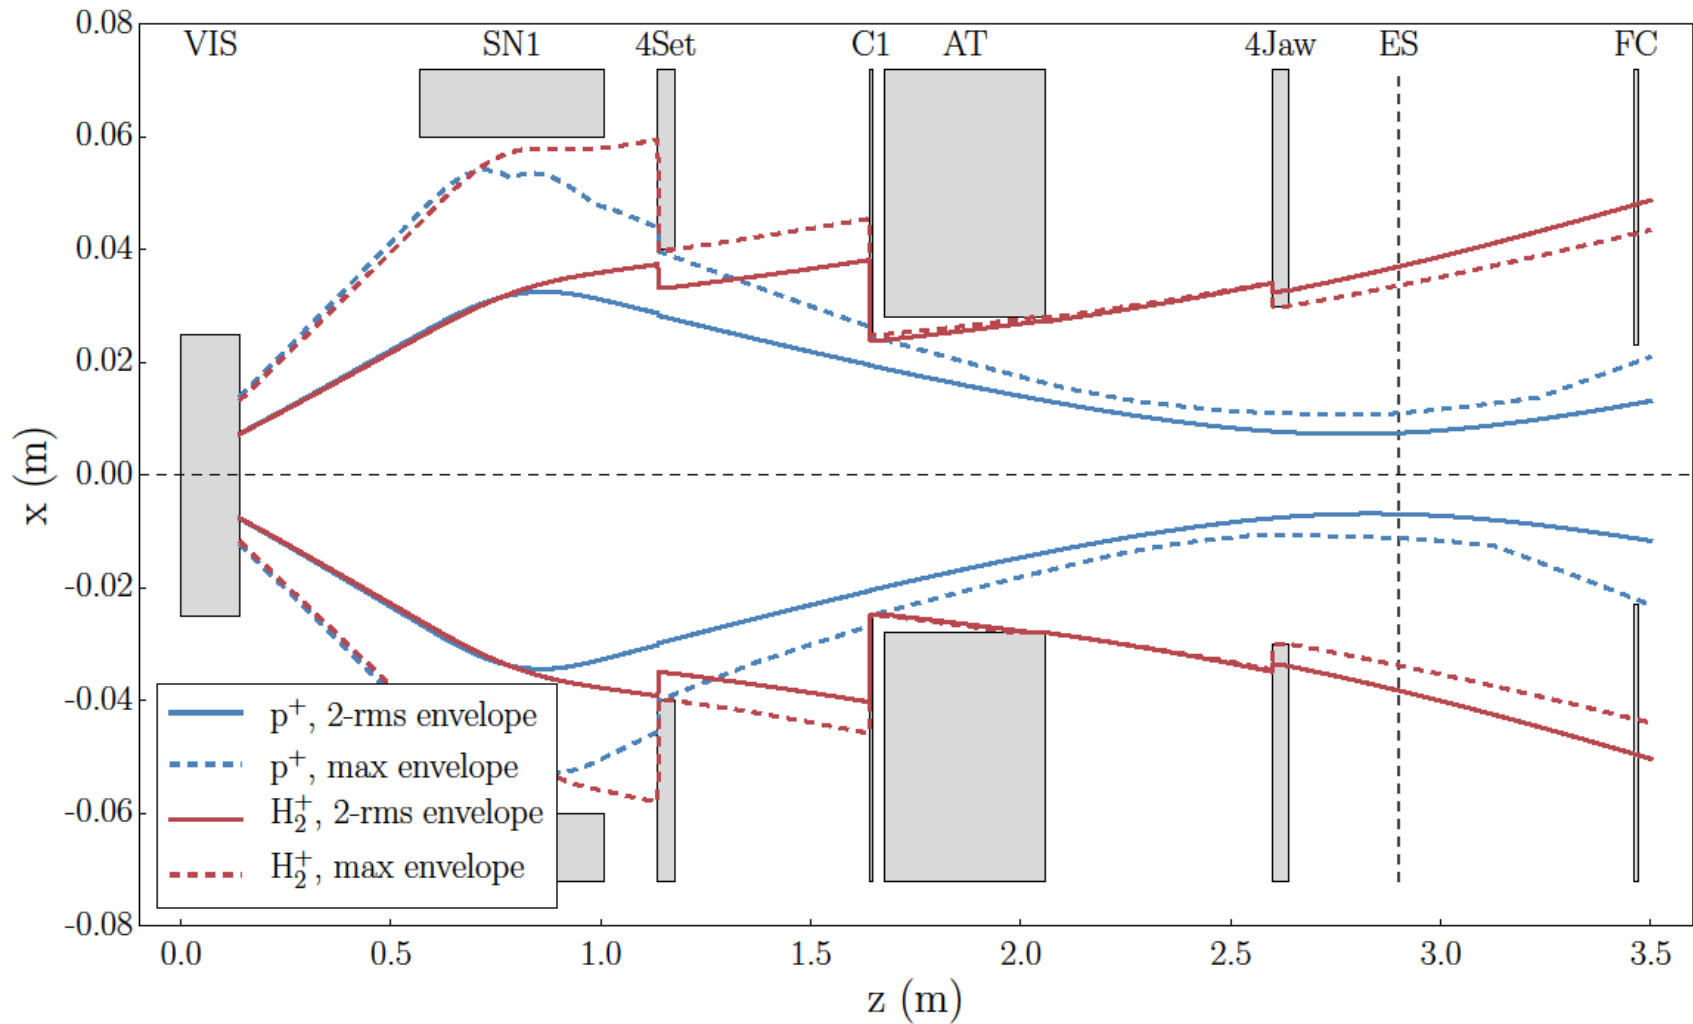 VIS SN1 4Set C1 AT 4Jaw ES FC
0.08
0.06
0.04
0.02
0.00
-0.02
-0.04
-0.06
-0.08
x (m)
p⁺, 2-rms envelope
p⁺, max envelope
H₂⁺, 2-rms envelope
H₂⁺, max envelope
0.0 0.5 1.0 1.5 2.0 2.5 3.0 3.5
z (m)